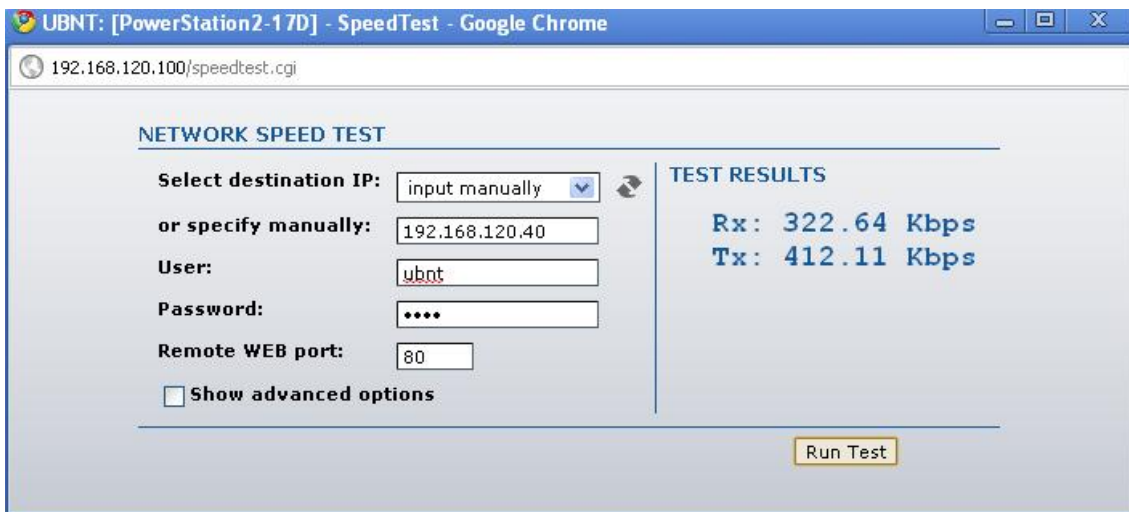 UBNT: [PowerStation2-17D] - SpeedTest - Google Chrome
192.168.120.100/speedtest.cgi
NETWORK SPEED TEST
Select destination IP: input manually
or specify manually: 192.168.120.40
User: ubnt
Password: ••••
Remote WEB port: 80
Show advanced options
TEST RESULTS
Rx: 322.64 Kbps
Tx: 412.11 Kbps
Run Test